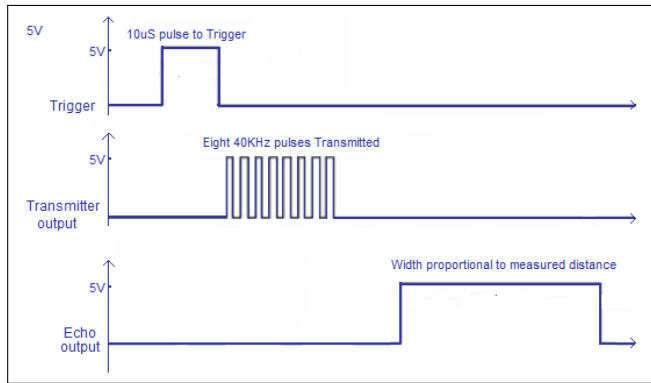 5V
10uS pulse to Trigger
5V
Trigger
Eight 40KHz pulses Transmitted
5V
Transmitter
output
Width proportional to measured distance
5V
Echo
output